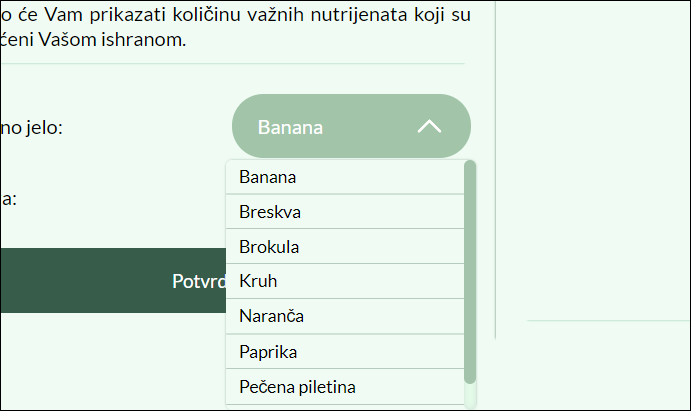 o će Vam prikazati količinu važnih nutrijenata koji su
ćeni Vašom ishranom.
no jelo:
Banana
Banana
Breskva
a:
Brokula
Kruh
Potvrd
Naranča
Paprika
Pečena piletina